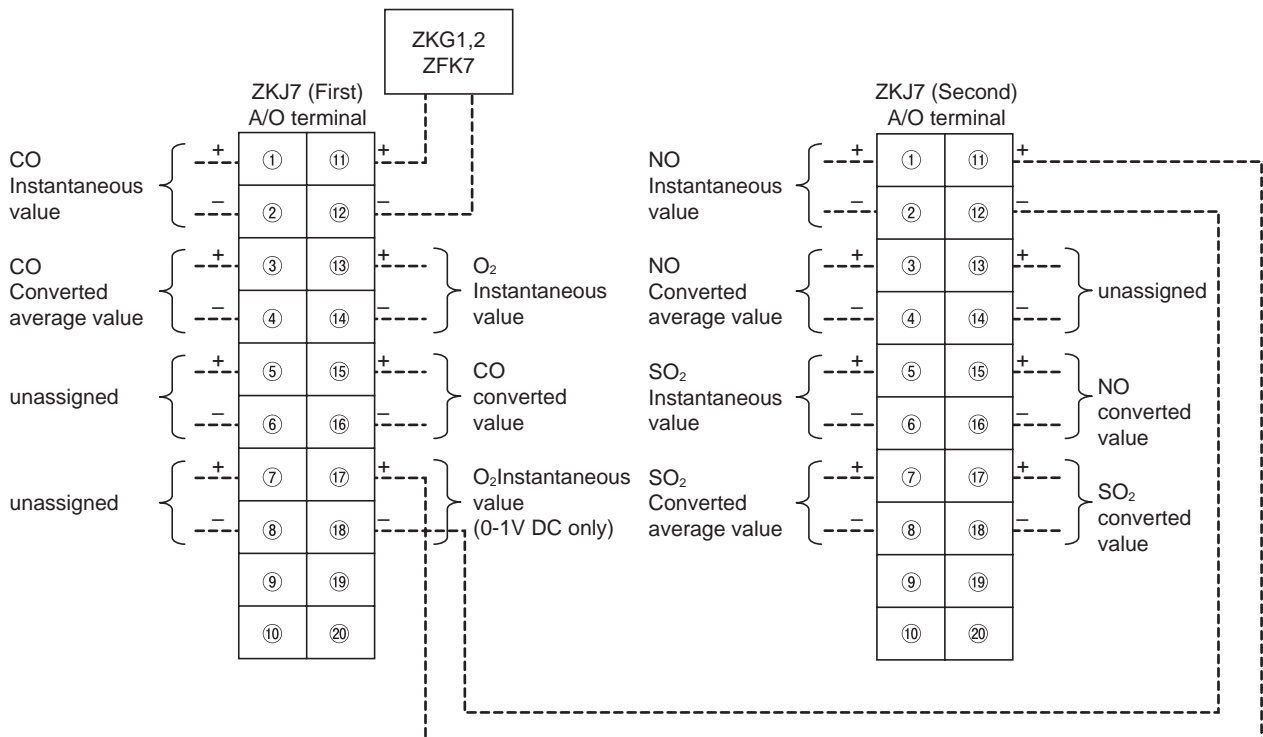 ZKG1,2
ZFK7
ZKJ7 (First)
A/O terminal
CO
Instantaneous
value
+
–
① ⑪
② ⑫
+
–
CO
Converted
average value
+
–
③ ⑬
④ ⑭
+
–
O₂
Instantaneous
value
unassigned
+
–
⑤ ⑮
⑥ ⑯
+
–
CO
converted
value
unassigned
+
–
⑦ ⑰
⑧ ⑱
+
–
O₂Instantaneous
value
(0-1V DC only)
⑨ ⑲
⑩ ⑳
ZKJ7 (Second)
A/O terminal
NO
Instantaneous
value
+
–
① ⑪
② ⑫
+
–
NO
Converted
average value
+
–
③ ⑬
④ ⑭
+
–
unassigned
SO₂
Instantaneous
value
+
–
⑤ ⑮
⑥ ⑯
+
–
NO
converted
value
SO₂
Converted
average value
+
–
⑦ ⑰
⑧ ⑱
+
–
SO₂
converted
value
⑨ ⑲
⑩ ⑳